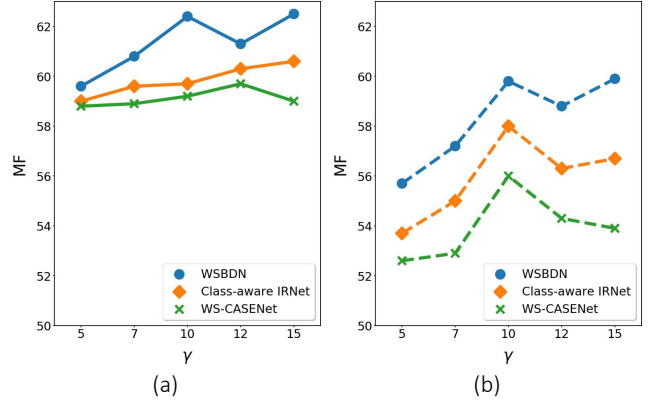 62
60
58
56
54
52
50
MF
5 7 10 12 15
γ
WSBDN
Class-aware IRNet
WS-CASENet
(a)
62
60
58
56
54
52
50
MF
5 7 10 12 15
γ
WSBDN
Class-aware IRNet
WS-CASENet
(b)